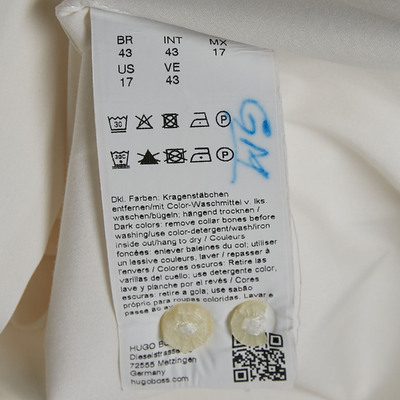 BR INT MX
43 43 17
US VE
17 43
GM
30 P
P
Dkl. Farben: Kragenstäbchen
entfernen/mit Color-Waschmittel v. lks.
waschen/bügeln; hängend trocknen /
Dark colors: remove collar bones before
washing/use color-detergent/wash/iron
inside out/hang to dry / Couleurs
foncées: enlever baleines du col; utiliser
un lessive couleurs, laver / repasser à
l'envers / Colores oscuros: Retire las
varillas del cuello; use detergente color,
lave y planche por el revés / Cores
escuras: retire a gola; use sabão
próprio para roupas coloridas. Lavar e
passe ao
HUGO
Dieselstrasse
72555 Metzingen
Germany
hugoboss.com